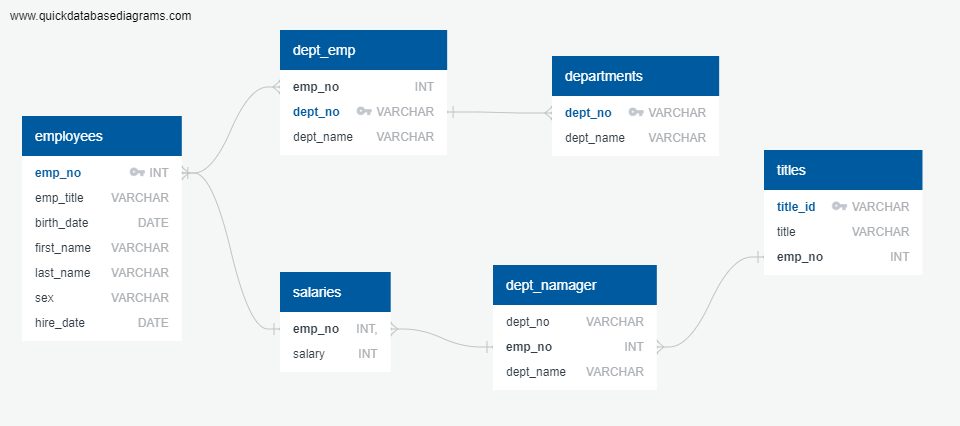 www.quickdatabasediagrams.com
dept_emp
emp_no INT
dept_no VARCHAR
dept_name VARCHAR
departments
dept_no VARCHAR
dept_name VARCHAR
employees
emp_no INT
emp_title VARCHAR
birth_date DATE
first_name VARCHAR
last_name VARCHAR
sex VARCHAR
hire_date DATE
titles
title_id VARCHAR
title VARCHAR
emp_no INT
salaries
emp_no INT,
salary INT
dept_namager
dept_no VARCHAR
emp_no INT
dept_name VARCHAR